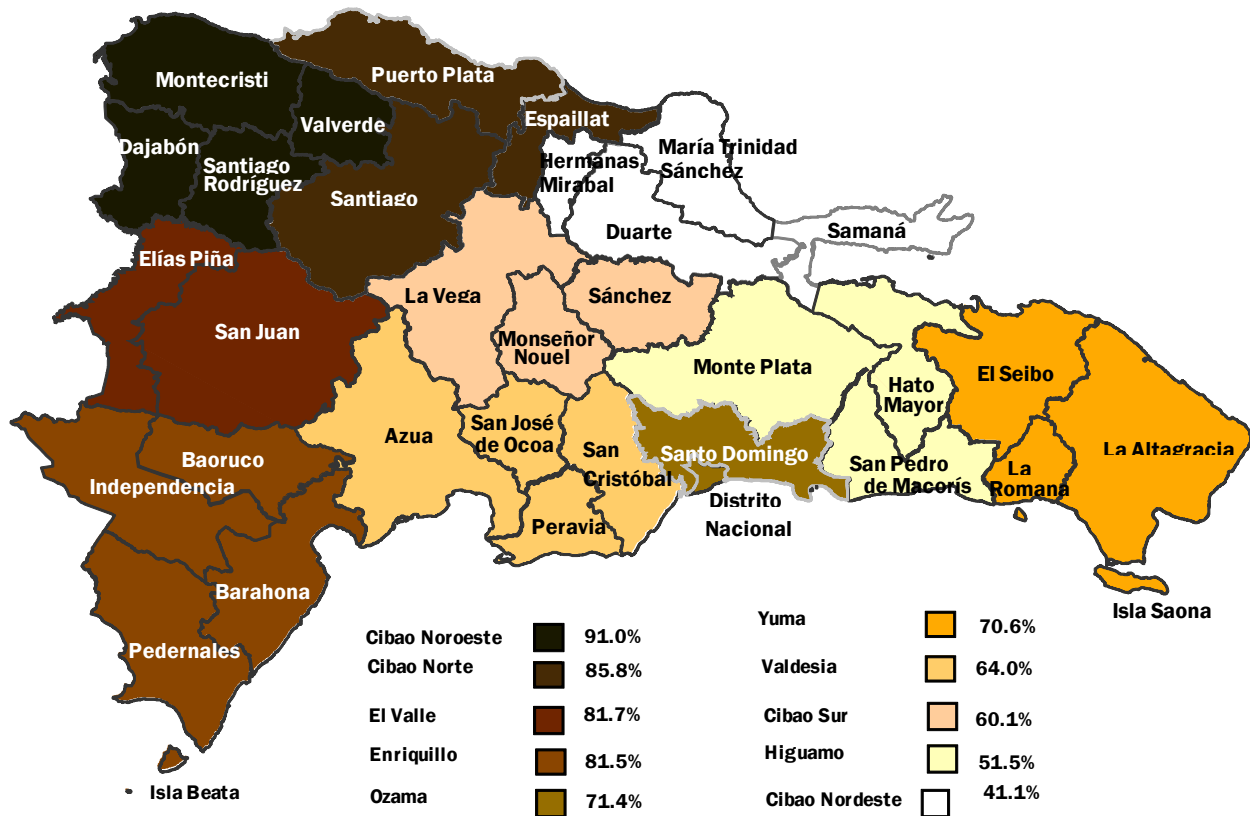 Montecristi
Puerto Plata
Valverde
Espaillat
Dajabón
Santiago
Rodríguez
María Trinidad
Sánchez
Hermanas
Mirabal
Santiago
Duarte
Samaná
Elías Piña
La Vega
Sánchez
San Juan
Monseñor
Nouel
Monte Plata
El Seibo
Hato
Mayor
Azua
San José
de Ocoa
San
Cristóbal
Santo Domingo
La Altagracia
Baoruco
Independencia
San Pedro
de Macorís
La
Romana
Distrito
Nacional
Peravia
Barahona
Pedernales
Isla Saona
Isla Beata
Cibao Noroeste 91.0%
Cibao Norte 85.8%
El Valle 81.7%
Enriquillo 81.5%
Ozama 71.4%
Yuma 70.6%
Valdesia 64.0%
Cibao Sur 60.1%
Higuamo 51.5%
Cibao Nordeste 41.1%